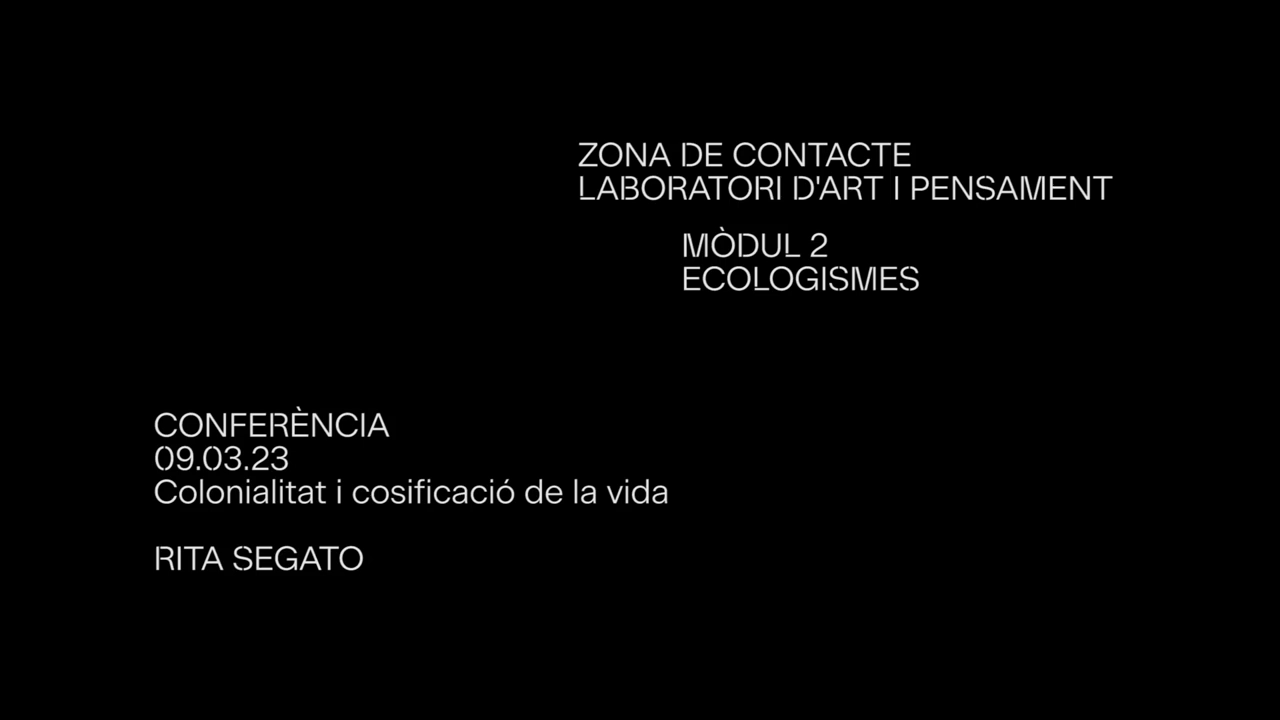 ZONA DE CONTACTE
LABORATORI D'ART I PENSAMENT
MÒDUL 2
ECOLOGISMES
CONFERÈNCIA
09.03.23
Colonialitat i cosificació de la vida
RITA SEGATO